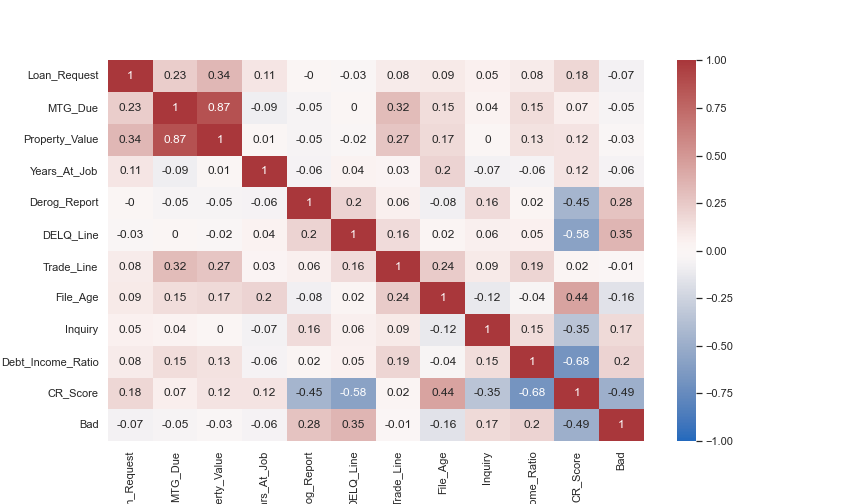 Loan_Request 1 0.23 0.34 0.11 -0 -0.03 0.08 0.09 0.05 0.08 0.18 -0.07
MTG_Due 0.23 1 0.87 -0.09 -0.05 0 0.32 0.15 0.04 0.15 0.07 -0.05
Property_Value 0.34 0.87 1 0.01 -0.05 -0.02 0.27 0.17 0 0.13 0.12 -0.03
Years_At_Job 0.11 -0.09 0.01 1 -0.06 0.04 0.03 0.2 -0.07 -0.06 0.12 -0.06
Derog_Report -0 -0.05 -0.05 -0.06 1 0.2 0.06 -0.08 0.16 0.02 -0.45 0.28
DELQ_Line -0.03 0 -0.02 0.04 0.2 1 0.16 0.02 0.06 0.05 -0.58 0.35
Trade_Line 0.08 0.32 0.27 0.03 0.06 0.16 1 0.24 0.09 0.19 0.02 -0.01
File_Age 0.09 0.15 0.17 0.2 -0.08 0.02 0.24 1 -0.12 -0.04 0.44 -0.16
Inquiry 0.05 0.04 0 -0.07 0.16 0.06 0.09 -0.12 1 0.15 -0.35 0.17
Debt_Income_Ratio 0.08 0.15 0.13 -0.06 0.02 0.05 0.19 -0.04 0.15 1 -0.68 0.2
CR_Score 0.18 0.07 0.12 0.12 -0.45 -0.58 0.02 0.44 -0.35 -0.68 1 -0.49
Bad -0.07 -0.05 -0.03 -0.06 0.28 0.35 -0.01 -0.16 0.17 0.2 -0.49 1
n_Request
MTG_Due
erty_Value
ars_At_Job
og_Report
DELQ_Line
Trade_Line
File_Age
Inquiry
ome_Ratio
CR_Score
Bad
1.00
0.75
0.50
0.25
0.00
−0.25
−0.50
−0.75
−1.00